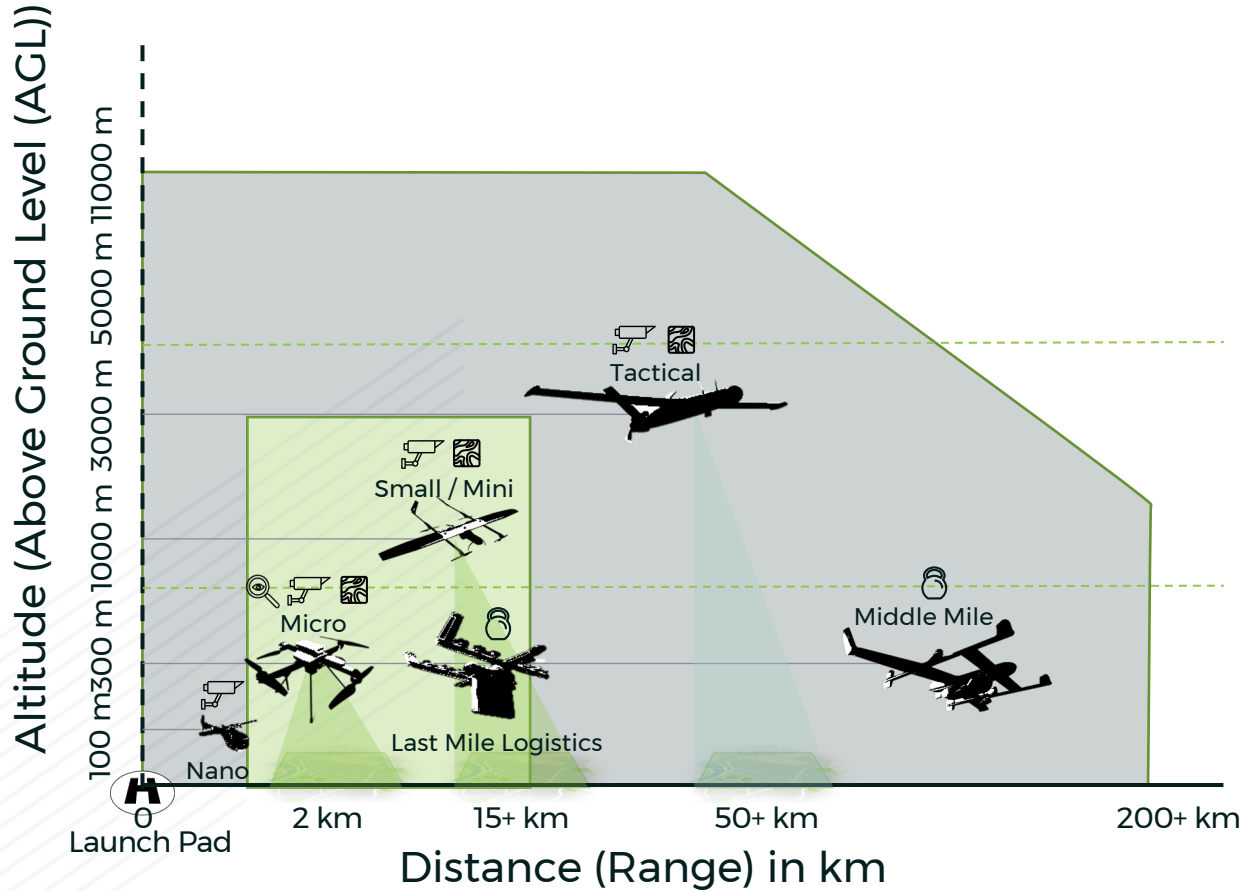 Altitude (Above Ground Level (AGL))
11000 m
5000 m
3000 m
1000 m
300 m
100 m
Tactical
Small / Mini
Micro
Middle Mile
Last Mile Logistics
Nano
0
2 km
15+ km
50+ km
200+ km
Launch Pad
Distance (Range) in km